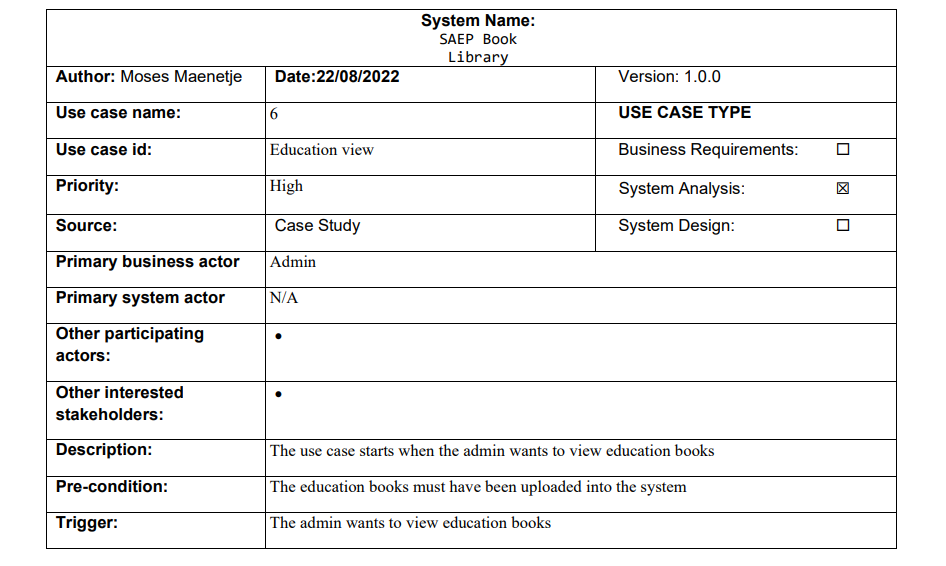 System Name:
SAEP Book
Library
Author: Moses Maenetje Date:22/08/2022 Version: 1.0.0
Use case name: 6 USE CASE TYPE
Use case id: Education view Business Requirements: ☐
Priority: High System Analysis: ☒
Source: Case Study System Design: ☐
Primary business actor Admin
Primary system actor N/A
Other participating
actors: •
Other interested
stakeholders: •
Description: The use case starts when the admin wants to view education books
Pre-condition: The education books must have been uploaded into the system
Trigger: The admin wants to view education books